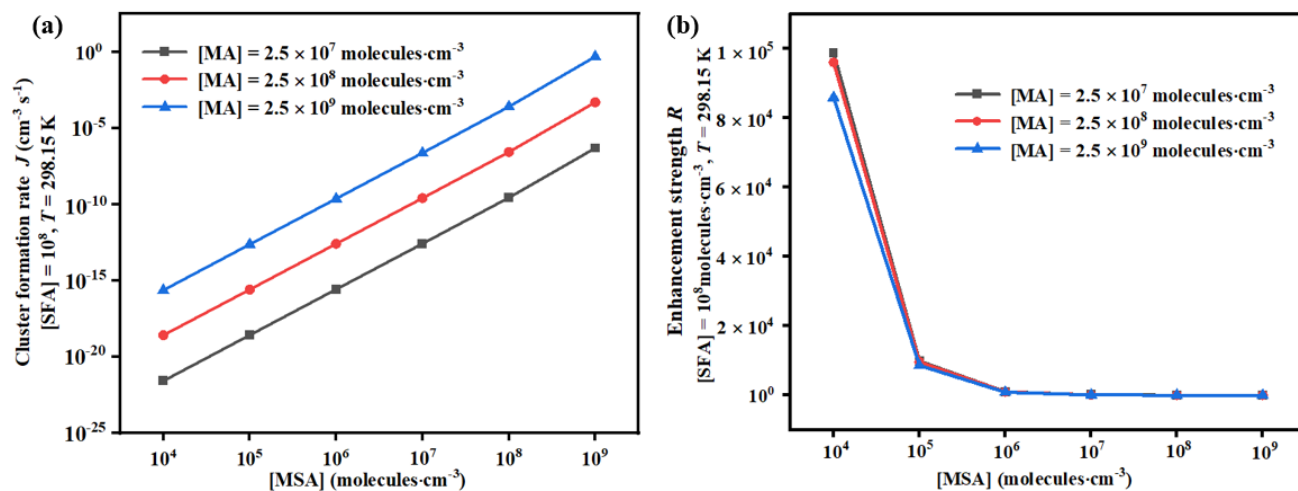 (a)
Cluster formation rate J (cm⁻³ s⁻¹)
[SFA] = 10⁸, T = 298.15 K
[MA] = 2.5 × 10⁷ molecules·cm⁻³
[MA] = 2.5 × 10⁸ molecules·cm⁻³
[MA] = 2.5 × 10⁹ molecules·cm⁻³
10⁰
10⁻⁵
10⁻¹⁰
10⁻¹⁵
10⁻²⁰
10⁻²⁵
10⁴ 10⁵ 10⁶ 10⁷ 10⁸ 10⁹
[MSA] (molecules·cm⁻³)
(b)
Enhancement strength R
[SFA] = 10⁸molecules·cm⁻³, T = 298.15 K
[MA] = 2.5 × 10⁷ molecules·cm⁻³
[MA] = 2.5 × 10⁸ molecules·cm⁻³
[MA] = 2.5 × 10⁹ molecules·cm⁻³
1 × 10⁵
8 × 10⁴
6 × 10⁴
4 × 10⁴
2 × 10⁴
10⁰
10⁴ 10⁵ 10⁶ 10⁷ 10⁸ 10⁹
[MSA] (molecules·cm⁻³)